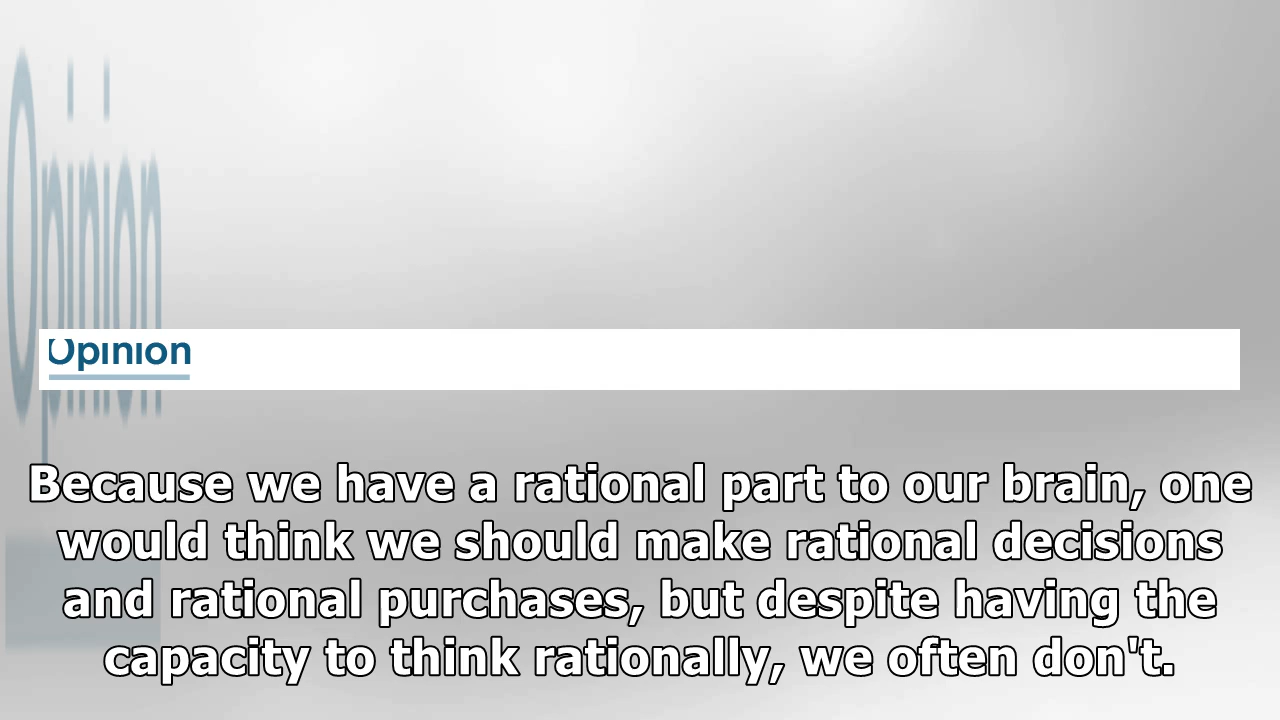 Opinion
Opinion
Because we have a rational part to our brain, one
would think we should make rational decisions
and rational purchases, but despite having the
capacity to think rationally, we often don't.